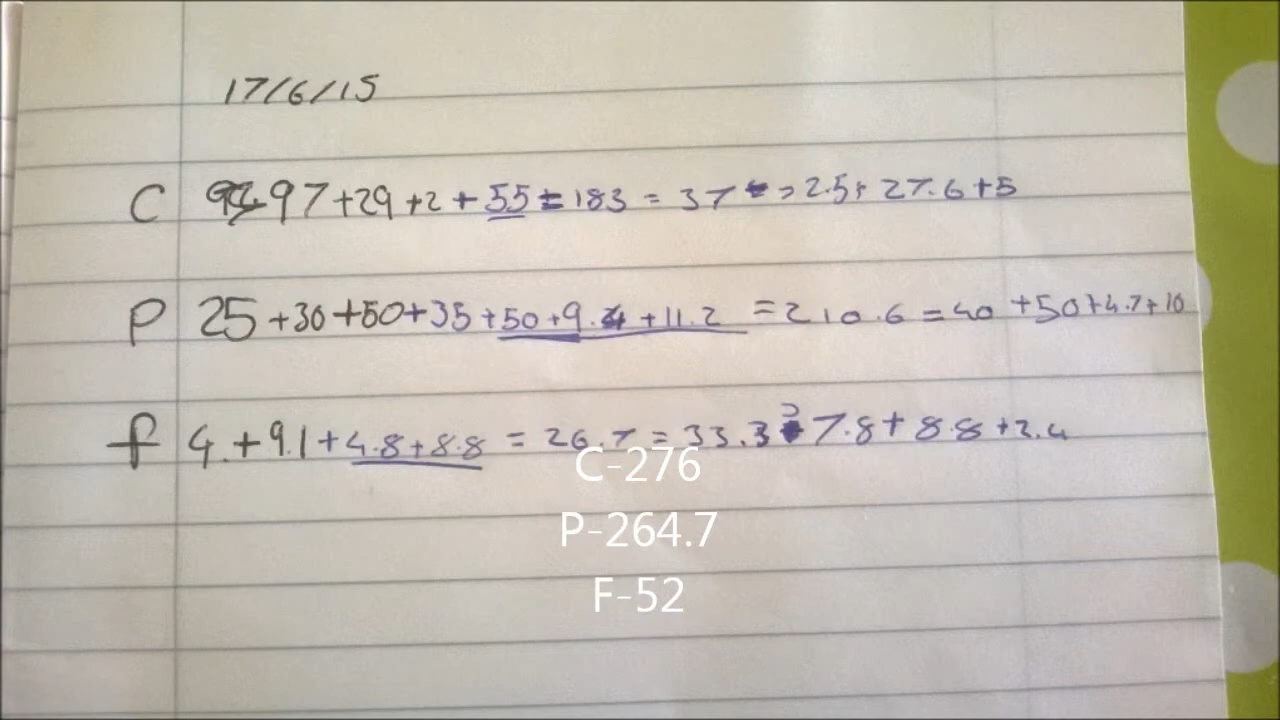 17/6/15
C 97+29+2+55=183=37 2.5+27.6+5
P 25+30+50+35+50+9.4+11.2=210.6=40+50+4.7+10
f 4.+9.1+4.8+8.8=26.7=33.3 7.8+8.8+2.4
C-276
P-264.7
F-52